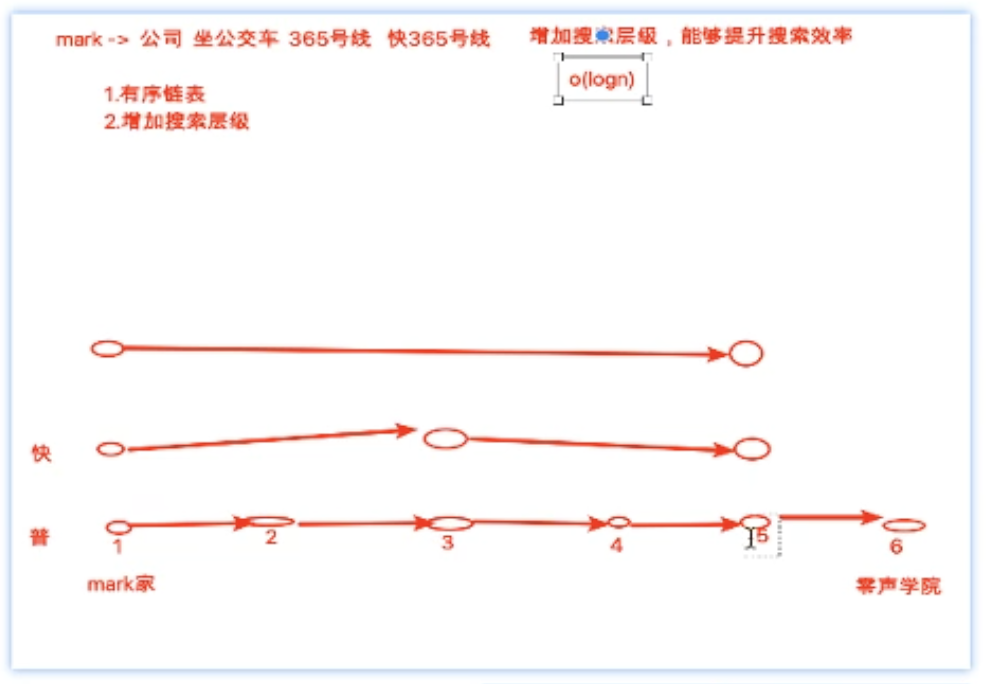 mark -> 公司 坐公交车 365号线 快365号线
增加搜索层级，能够提升搜索效率
o(logn)
1.有序链表
2.增加搜索层级
快
普
1 2 3 4 5 6
mark家 零声学院